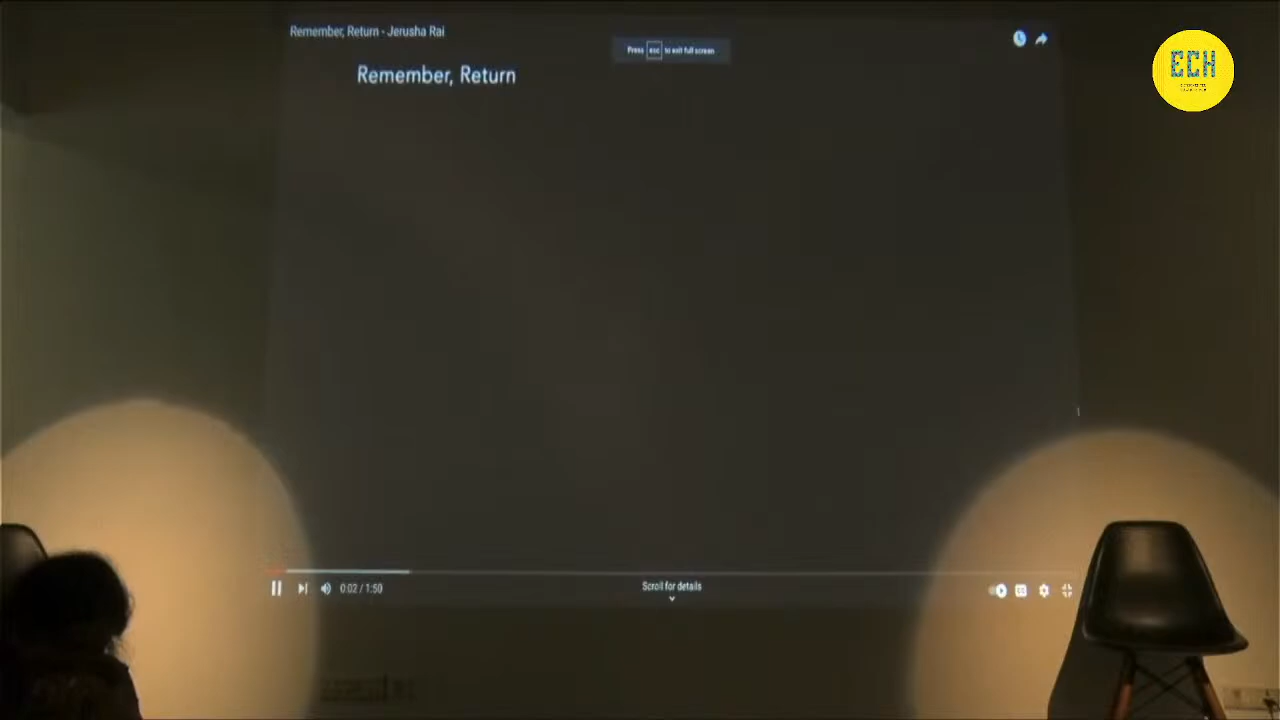 Remember, Return - Jerusha Rai
Press esc to exit full screen
Remember, Return
ECH
0:02 / 1:50
Scroll for details